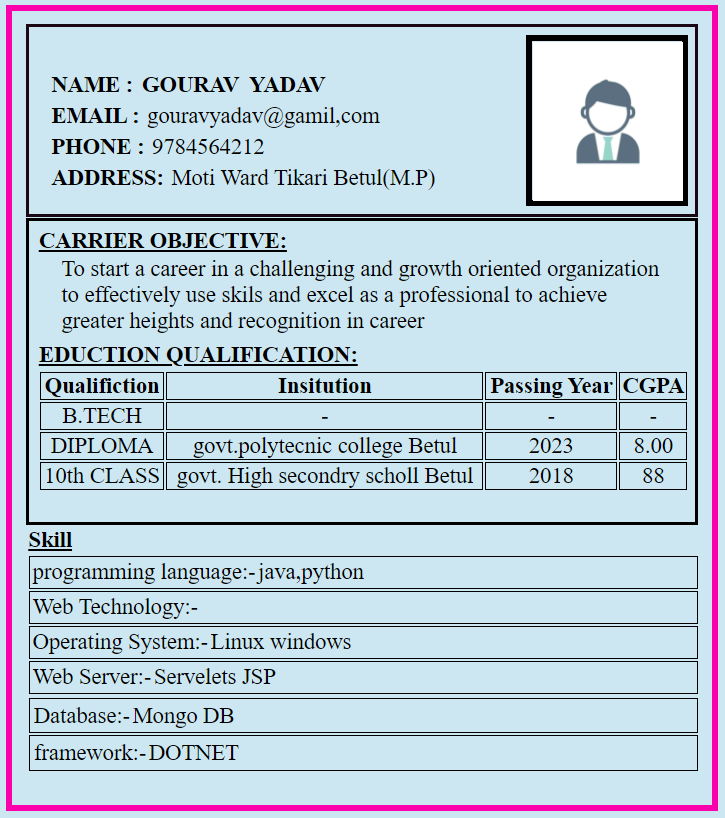 NAME : GOURAV YADAV
EMAIL : gouravyadav@gamil,com
PHONE : 9784564212
ADDRESS: Moti Ward Tikari Betul(M.P)
CARRIER OBJECTIVE:
To start a career in a challenging and growth oriented organization
to effectively use skils and excel as a professional to achieve
greater heights and recognition in career
EDUCTION QUALIFICATION:
Qualifiction Insitution Passing Year CGPA
B.TECH - - -
DIPLOMA govt.polytecnic college Betul 2023 8.00
10th CLASS govt. High secondry scholl Betul 2018 88
Skill
programming language:-java,python
Web Technology:-
Operating System:-Linux windows
Web Server:-Servelets JSP
Database:-Mongo DB
framework:-DOTNET